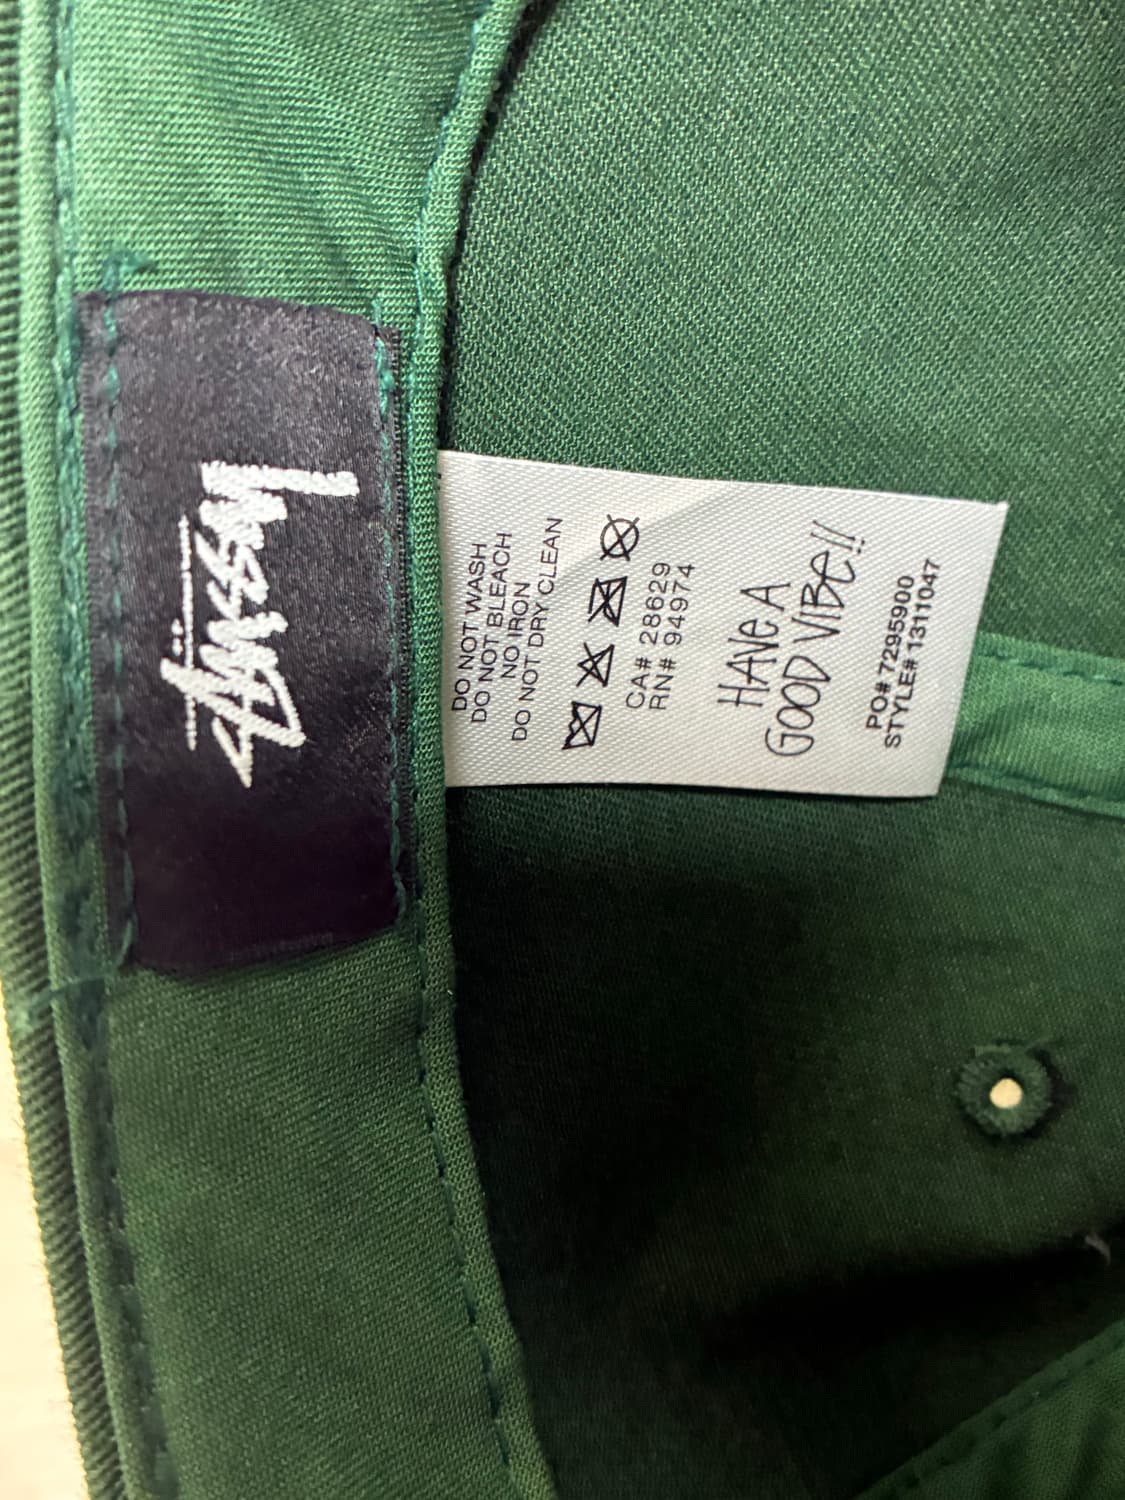 Stüssy
DO NOT WASH
DO NOT BLEACH
NO IRON
DO NOT DRY CLEAN
CA# 28629
RN# 94974
HAVE A
GOOD VIBE!!
PO# 7295900
STYLE# 1311047